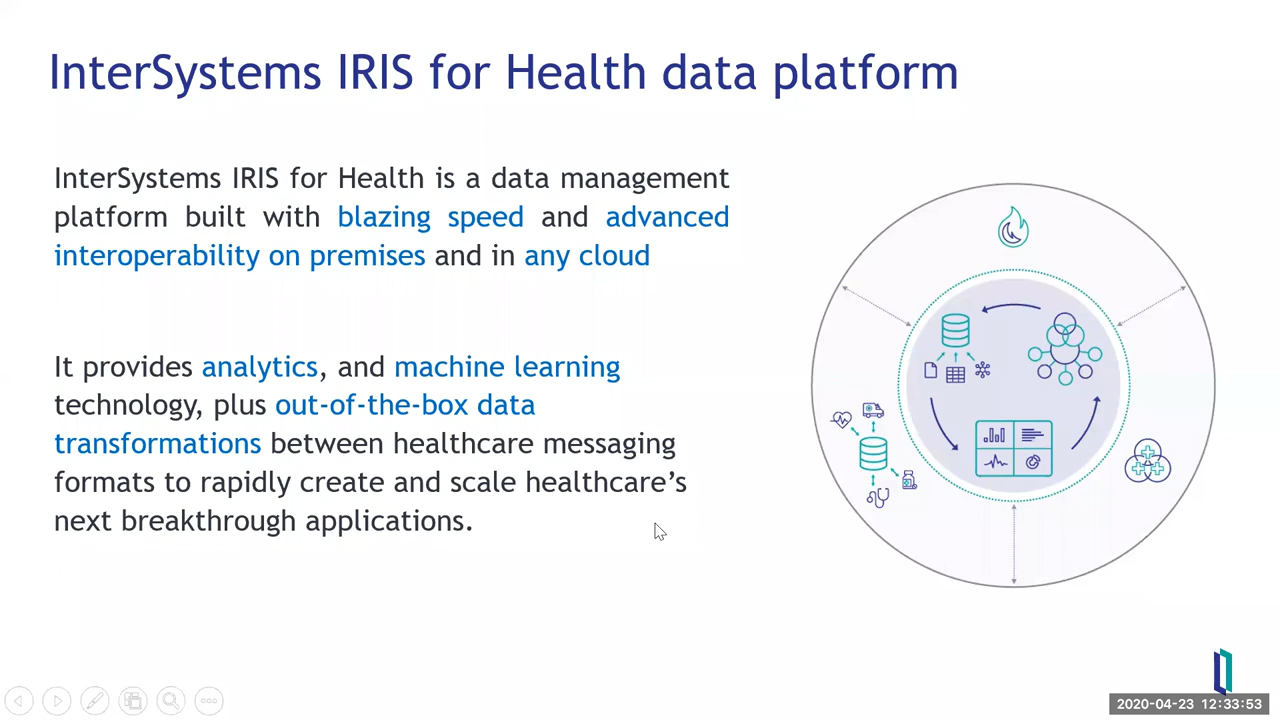 InterSystems IRIS for Health data platform
InterSystems IRIS for Health is a data management
platform built with blazing speed and advanced
interoperability on premises and in any cloud
It provides analytics, and machine learning
technology, plus out-of-the-box data
transformations between healthcare messaging
formats to rapidly create and scale healthcare’s
next breakthrough applications.
2020-04-23 12:33:53